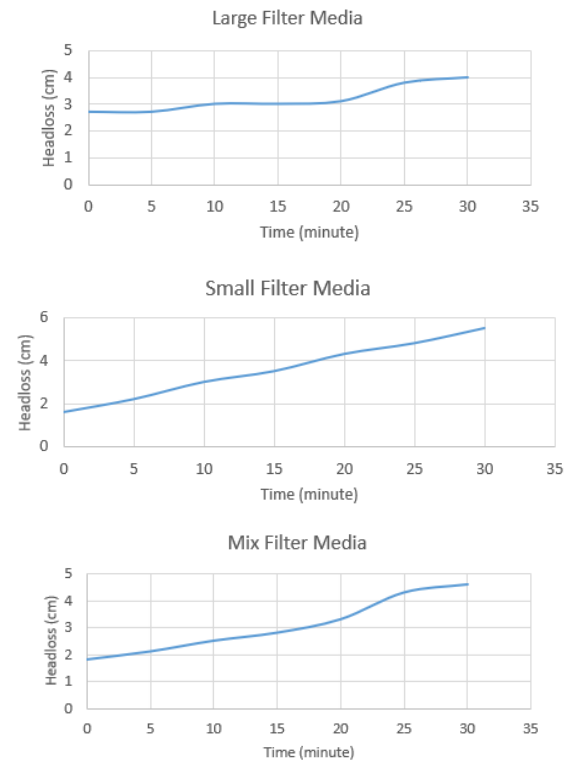 Large Filter Media
5
4
3
2
1
0
Headloss (cm)
0 5 10 15 20 25 30 35
Time (minute)
Small Filter Media
6
4
2
0
Headloss (cm)
0 5 10 15 20 25 30 35
Time (minute)
Mix Filter Media
5
4
3
2
1
0
Headloss (cm)
0 5 10 15 20 25 30 35
Time (minute)